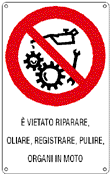 È VIETATO RIPARARE,
OLIARE, REGISTRARE, PULIRE,
ORGANI IN MOTO